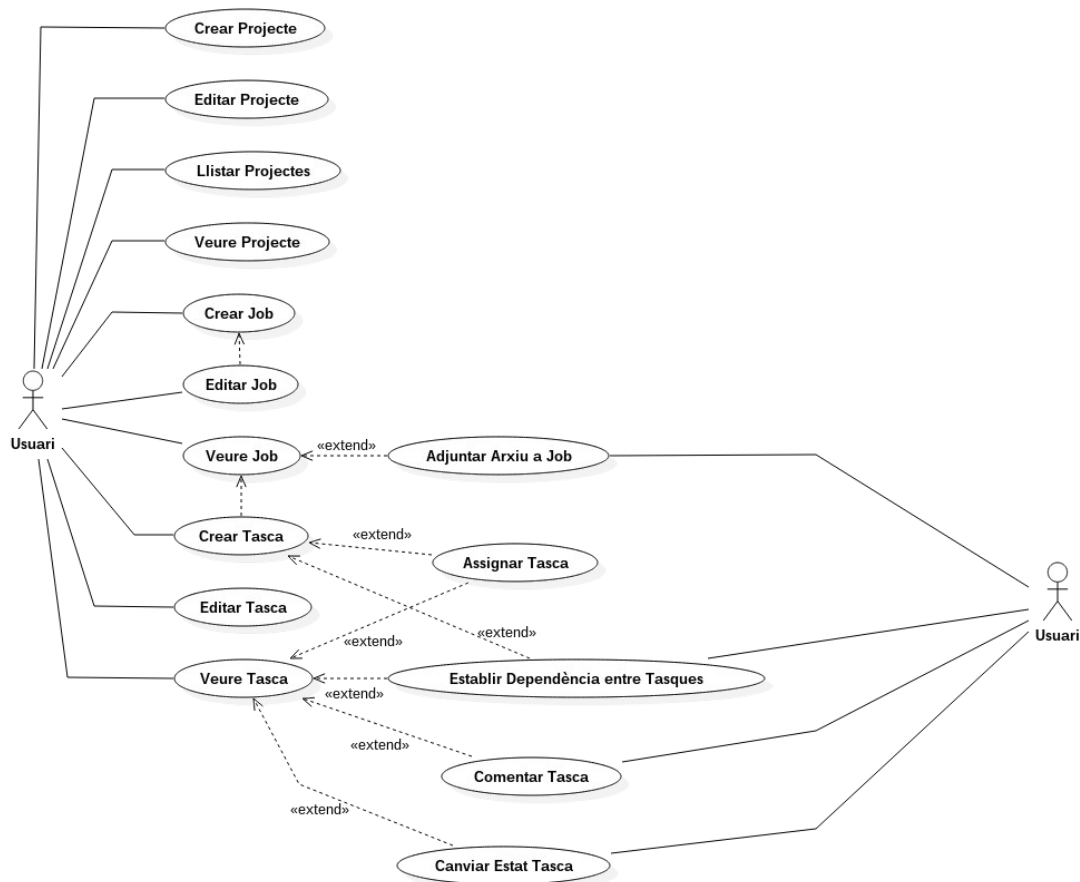 Crear Projecte
Editar Projecte
Llistar Projectes
Veure Projecte
Crear Job
Editar Job
Usuari
Veure Job
«extend»
Adjuntar Arxiu a Job
Crear Tasca
«extend»
Assignar Tasca
Editar Tasca
«extend»
«extend»
Usuari
Veure Tasca
Establir Dependència entre Tasques
«extend»
«extend»
Comentar Tasca
«extend»
Canviar Estat Tasca